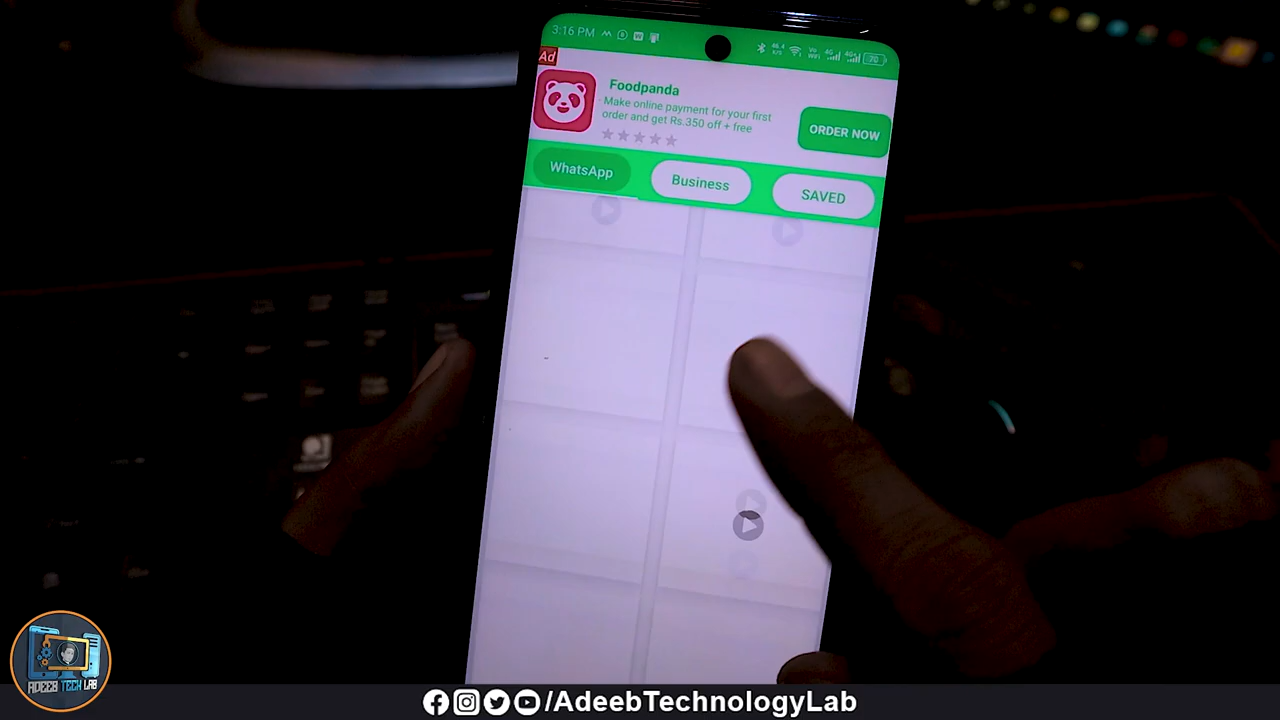 3:16 PM
70
Ad
Foodpanda
Make online payment for your first
order and get Rs.350 off + free
ORDER NOW
WhatsApp
Business
SAVED
ADEEB TECH LAB
/AdeebTechnologyLab